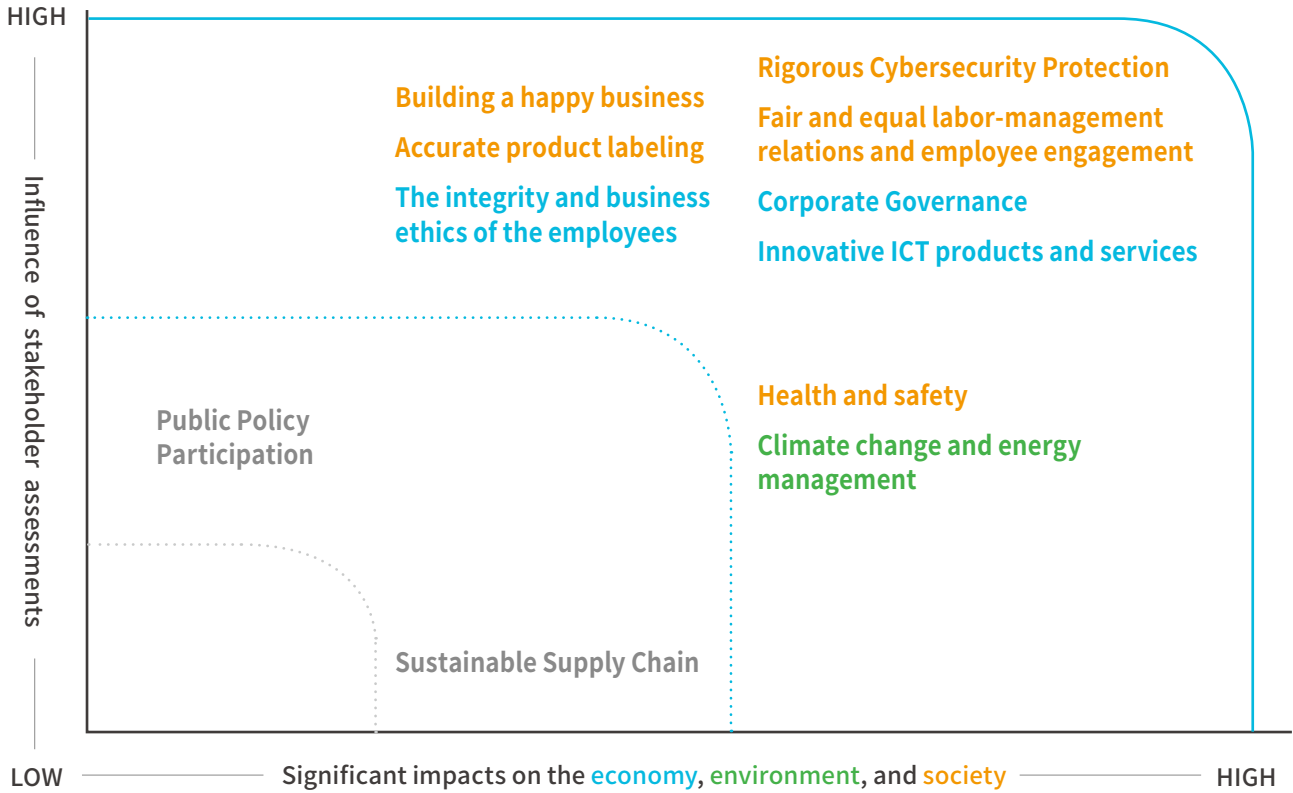 HIGH
Influence of stakeholder assessments
Building a happy business
Accurate product labeling
The integrity and business
ethics of the employees
Rigorous Cybersecurity Protection
Fair and equal labor-management
relations and employee engagement
Corporate Governance
Innovative ICT products and services
Public Policy
Participation
Health and safety
Climate change and energy
management
Sustainable Supply Chain
LOW
Significant impacts on the economy, environment, and society
HIGH